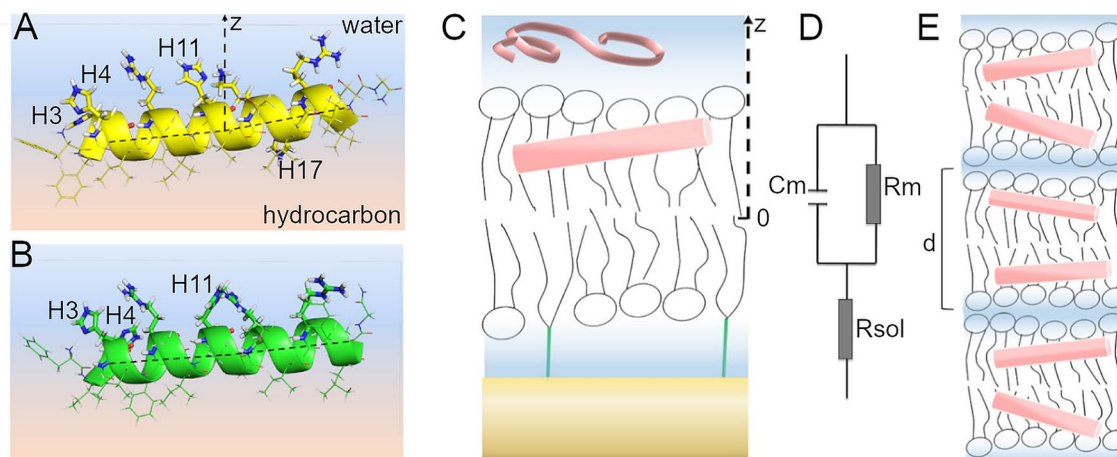 A
z
water
H11
H4
H3
H17
hydrocarbon
B
H11
H3
H4
C
z
0
D
Cm
Rm
Rsol
E
d